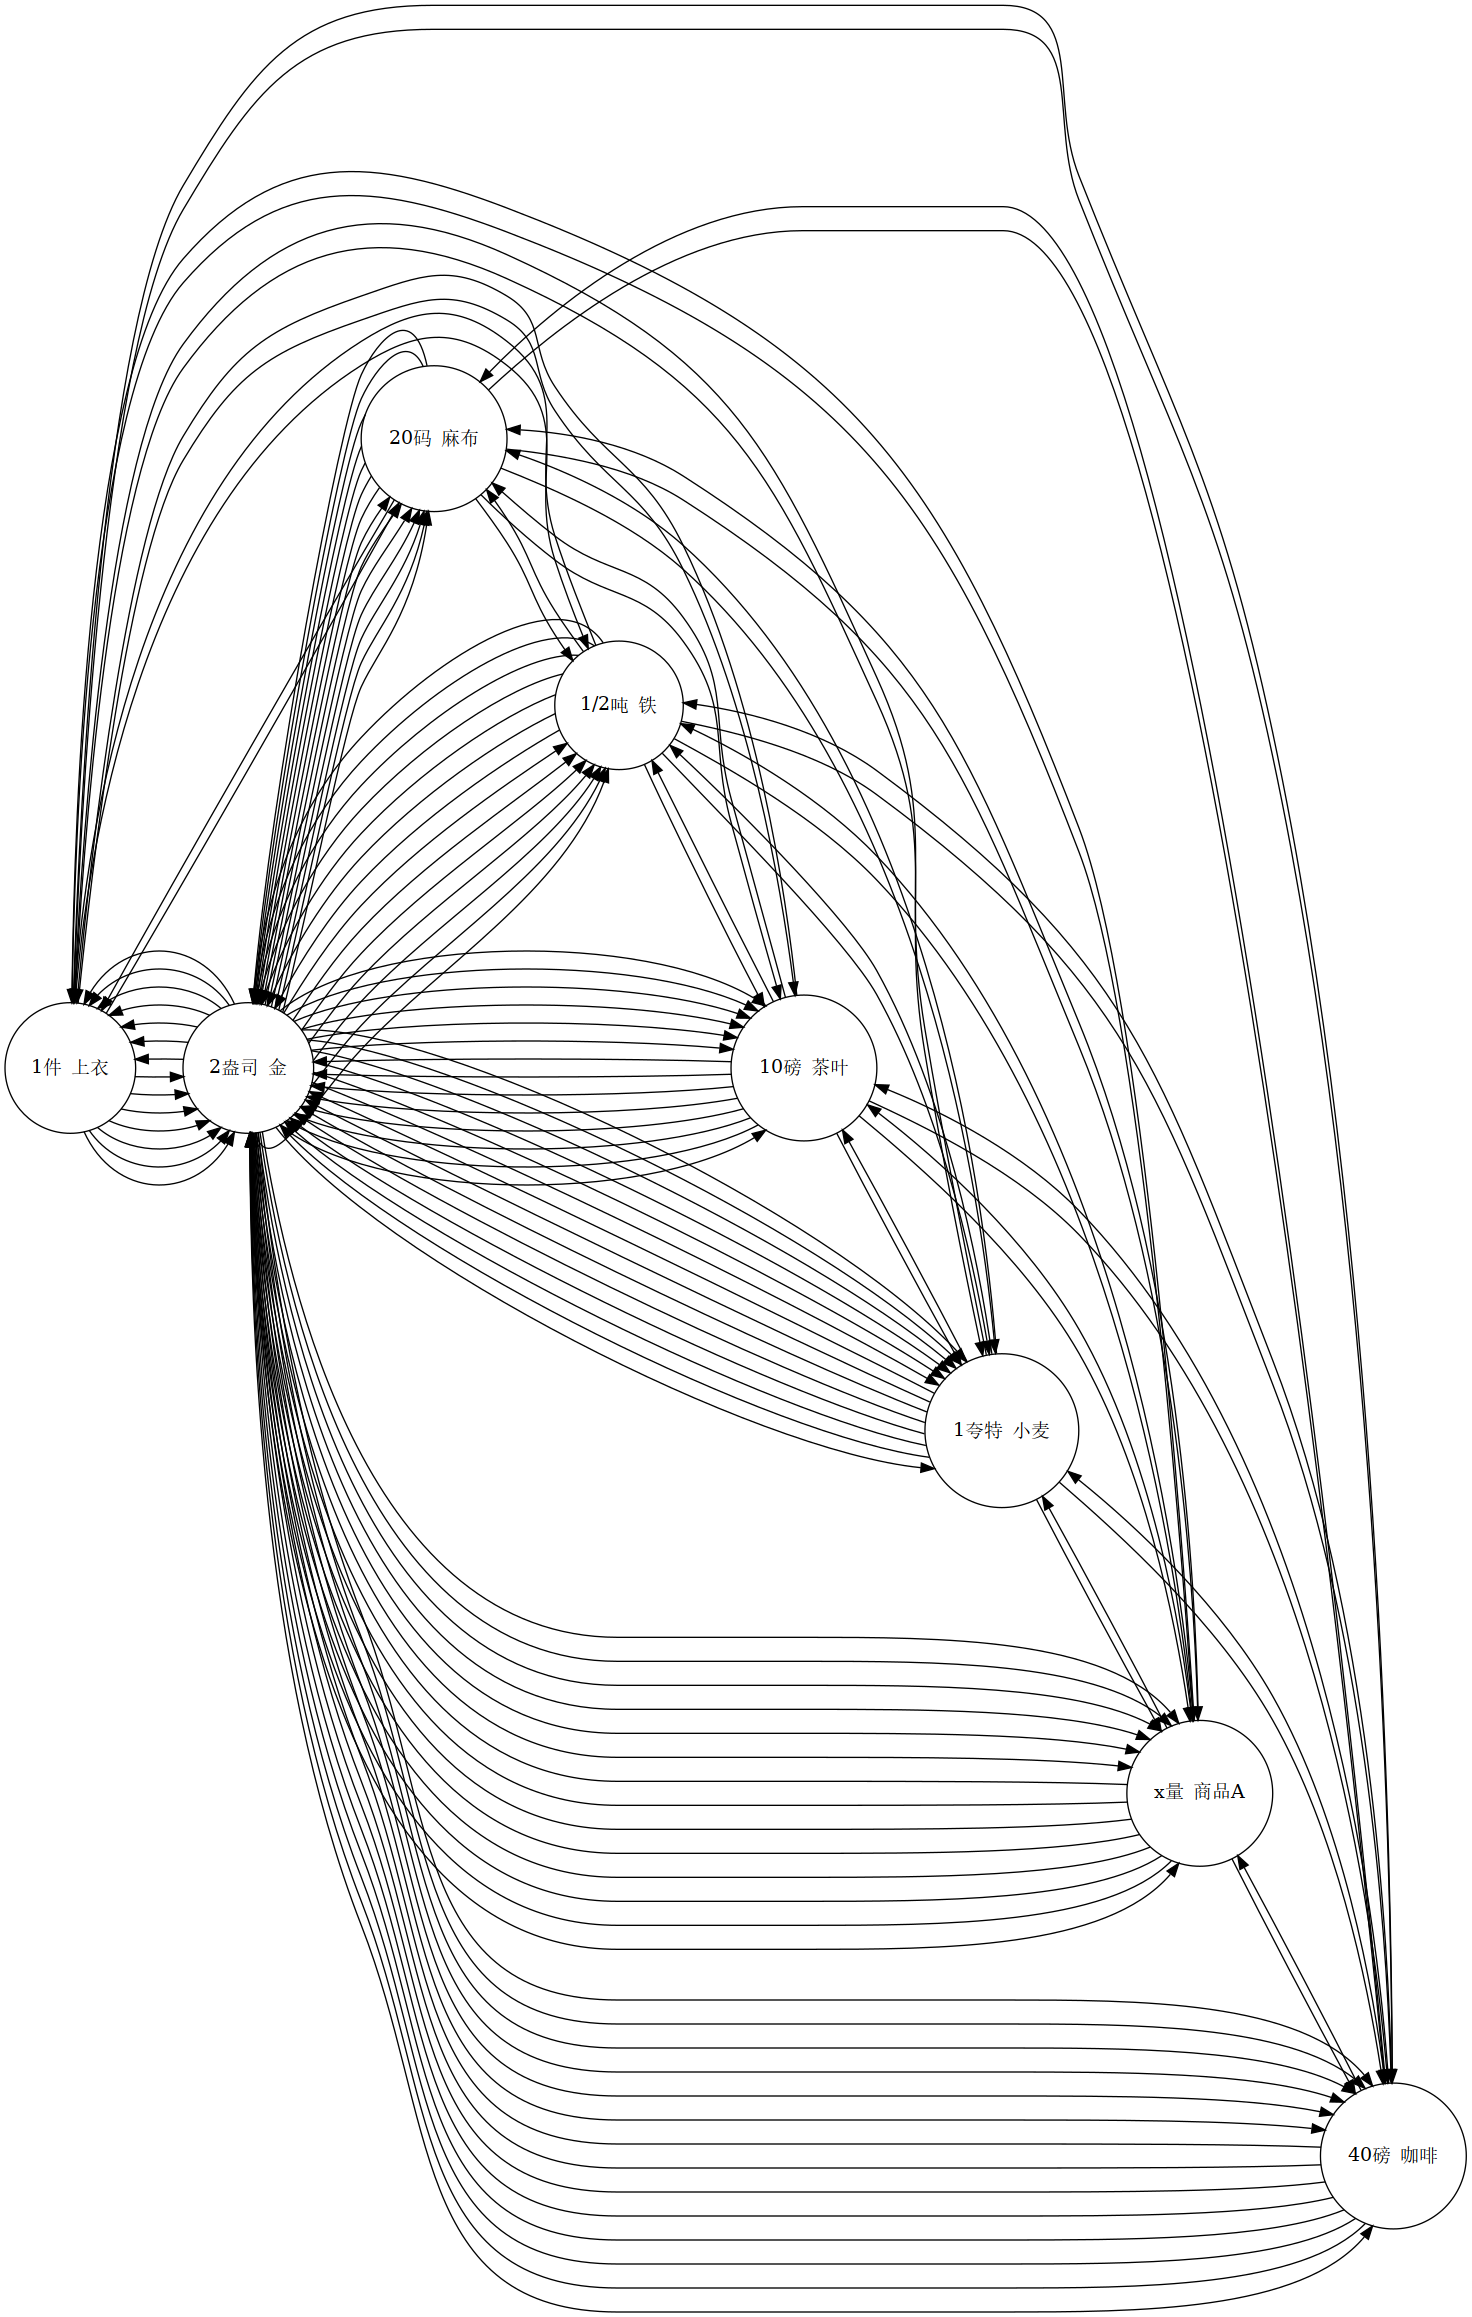 20码 麻布
1/2吨 铁
1件 上衣
2盎司 金
10磅 茶叶
1夸特 小麦
x量 商品A
40磅 咖啡